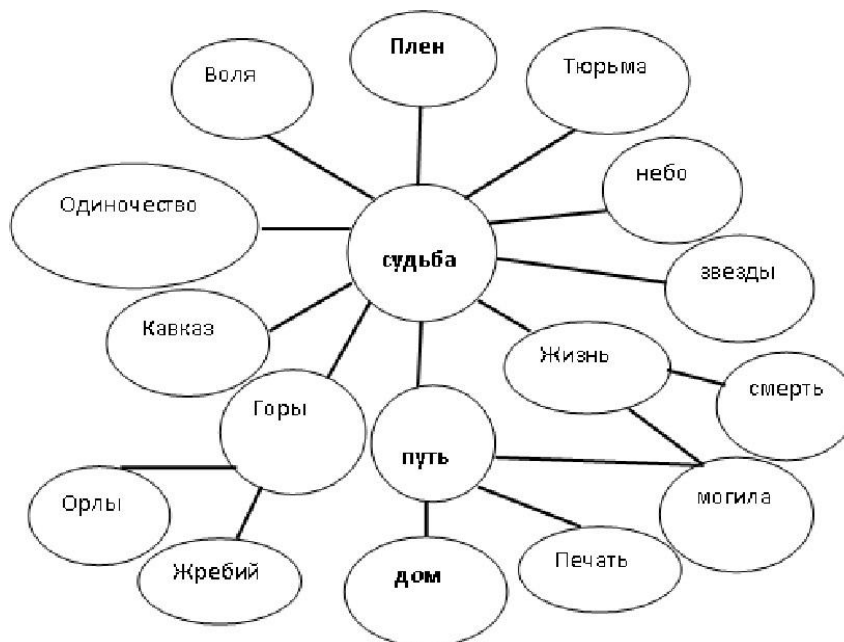 Плен
Воля
Тюрьма
небо
Одиночество
судьба
звезды
Кавказ
Жизнь
смерть
Горы
путь
могила
Орлы
Жребий
дом
Печать